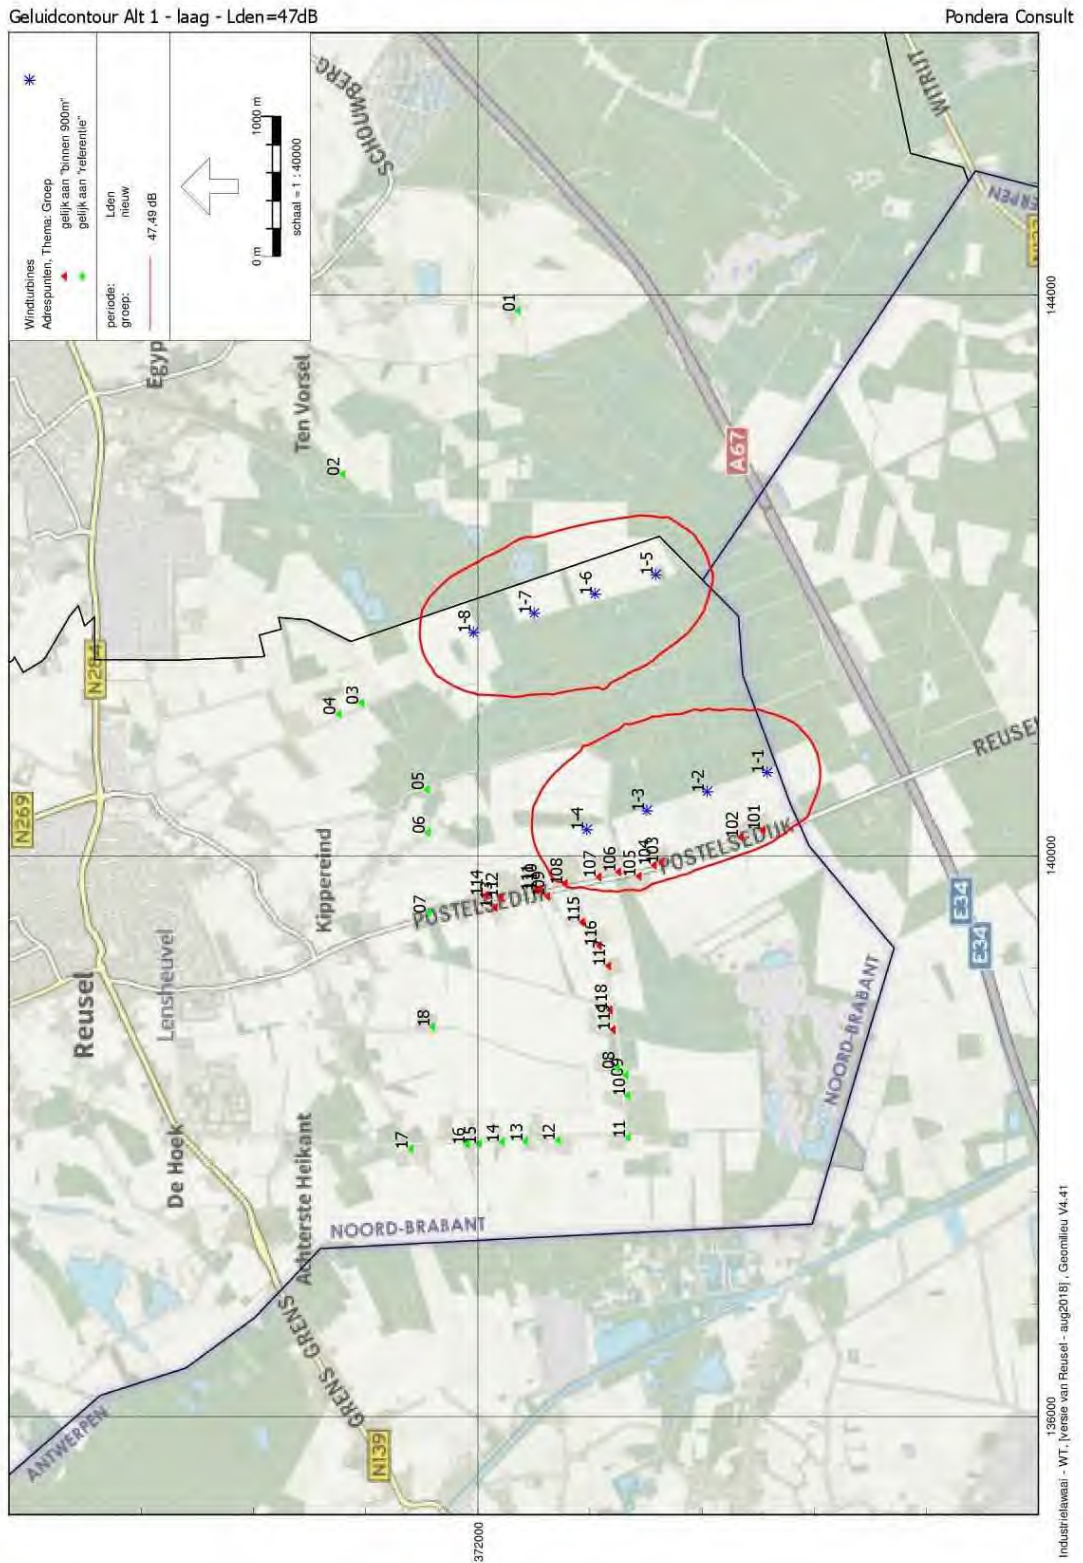 Geluidcontour Alt 1 - laag - Lden=47dB
Pondera Consult
Windturbines
Adrespunten, Thema: Groep
gelijk aan "binnen 900m"
gelijk aan "referentie"
periode: Lden
groep: nieuw
47,49 dB
0 m 1000 m
schaal = 1 : 40000
SCHOUWBERG
WITRIJT
N269
N284
Egyp
Ten Vorsel
Reusel
Lensheuvel
Kippereind
De Hoek
Achterste Heikant
NOORD-BRABANT
NOORD-BRABANT
ANTWERPEN
ERPEN
GRENS
GRENS
N139
POSTELSEDIJK
POSTELSEDIJK
REUSEL
A67
E34
E34
01
02
03
04
05
06
07
18
17
16
15
14
13
12
11
10
09
08
1-8
1-7
1-6
1-5
1-4
1-3
1-2
1-1
101
102
103
104
105
106
107
108
109
110
111
112
114
115
116
117
118
119
144000
140000
136000
372000
Industrielawaai - WT, [versie van Reusel - aug2018] , Geomilieu V4.41